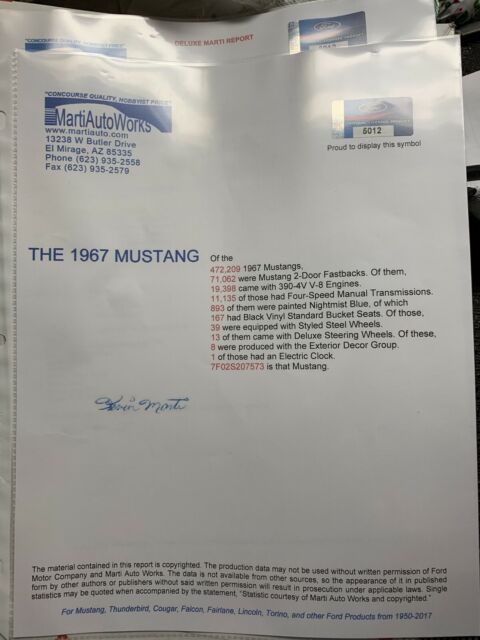 DELUXE MARTI REPORT
"CONCOURSE QUALITY, HOBBYIST PRICE"
MartiAutoWorks
www.martiauto.com
13238 W Butler Drive
El Mirage, AZ 85335
Phone (623) 935-2558
Fax (623) 935-2579
Ford
5012
Proud to display this symbol
THE 1967 MUSTANG
Of the
472,209 1967 Mustangs,
71,062 were Mustang 2-Door Fastbacks. Of them,
19,398 came with 390-4V V-8 Engines.
11,135 of those had Four-Speed Manual Transmissions.
893 of them were painted Nightmist Blue, of which
167 had Black Vinyl Standard Bucket Seats. Of those,
39 were equipped with Styled Steel Wheels.
13 of them came with Deluxe Steering Wheels. Of these,
8 were produced with the Exterior Decor Group.
1 of those had an Electric Clock.
7F02S207573 is that Mustang.
Kevin Marti
The material contained in this report is copyrighted. The production data may not be used without written permission of Ford
Motor Company and Marti Auto Works. The data is not available from other sources, so the appearance of it in published
form by other authors or publishers without said written permission will result in prosecution under applicable laws. Single
statistics may be quoted when accompanied by the statement, "Statistic courtesy of Marti Auto Works and copyrighted."
For Mustang, Thunderbird, Cougar, Falcon, Fairlane, Lincoln, Torino, and other Ford Products from 1950-2017